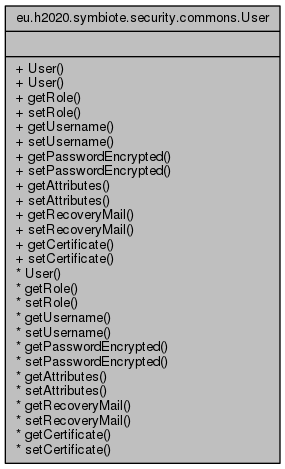 eu.h2020.symbiote.security.commons.User
+ User()
+ User()
+ getRole()
+ setRole()
+ getUsername()
+ setUsername()
+ getPasswordEncrypted()
+ setPasswordEncrypted()
+ getAttributes()
+ setAttributes()
+ getRecoveryMail()
+ setRecoveryMail()
+ getCertificate()
+ setCertificate()
* User()
* getRole()
* setRole()
* getUsername()
* setUsername()
* getPasswordEncrypted()
* setPasswordEncrypted()
* getAttributes()
* setAttributes()
* getRecoveryMail()
* setRecoveryMail()
* getCertificate()
* setCertificate()